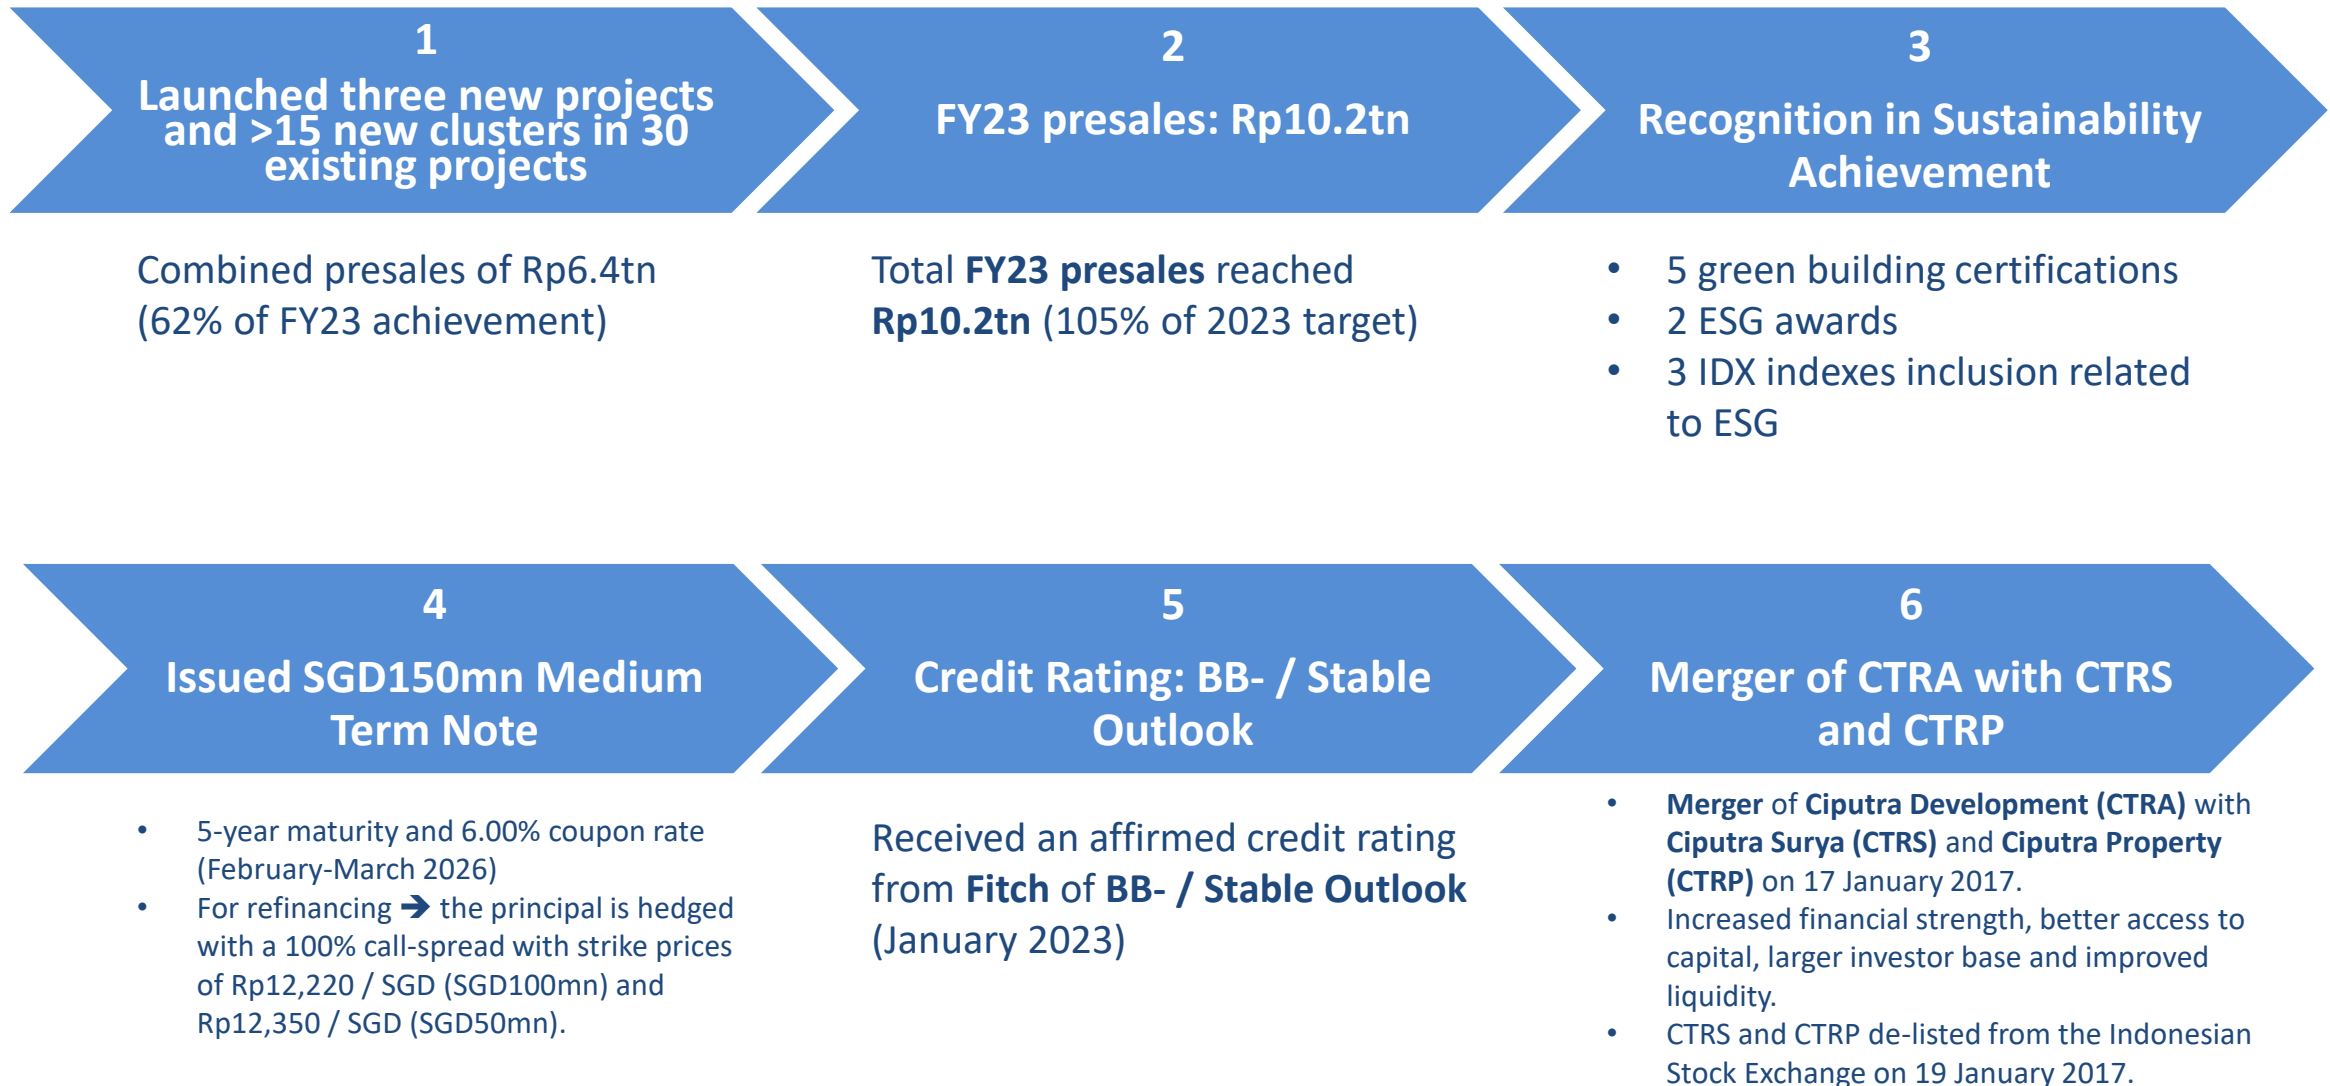 1
Launched three new projects
and >15 new clusters in 30
existing projects
Combined presales of Rp6.4tn
(62% of FY23 achievement)
2
FY23 presales: Rp10.2tn
Total FY23 presales reached
Rp10.2tn (105% of 2023 target)
3
Recognition in Sustainability
Achievement
• 5 green building certifications
• 2 ESG awards
• 3 IDX indexes inclusion related
to ESG
4
Issued SGD150mn Medium
Term Note
• 5-year maturity and 6.00% coupon rate
(February-March 2026)
• For refinancing ➔ the principal is hedged
with a 100% call-spread with strike prices
of Rp12,220 / SGD (SGD100mn) and
Rp12,350 / SGD (SGD50mn).
5
Credit Rating: BB- / Stable
Outlook
Received an affirmed credit rating
from Fitch of BB- / Stable Outlook
(January 2023)
6
Merger of CTRA with CTRS
and CTRP
• Merger of Ciputra Development (CTRA) with
Ciputra Surya (CTRS) and Ciputra Property
(CTRP) on 17 January 2017.
• Increased financial strength, better access to
capital, larger investor base and improved
liquidity.
• CTRS and CTRP de-listed from the Indonesian
Stock Exchange on 19 January 2017.